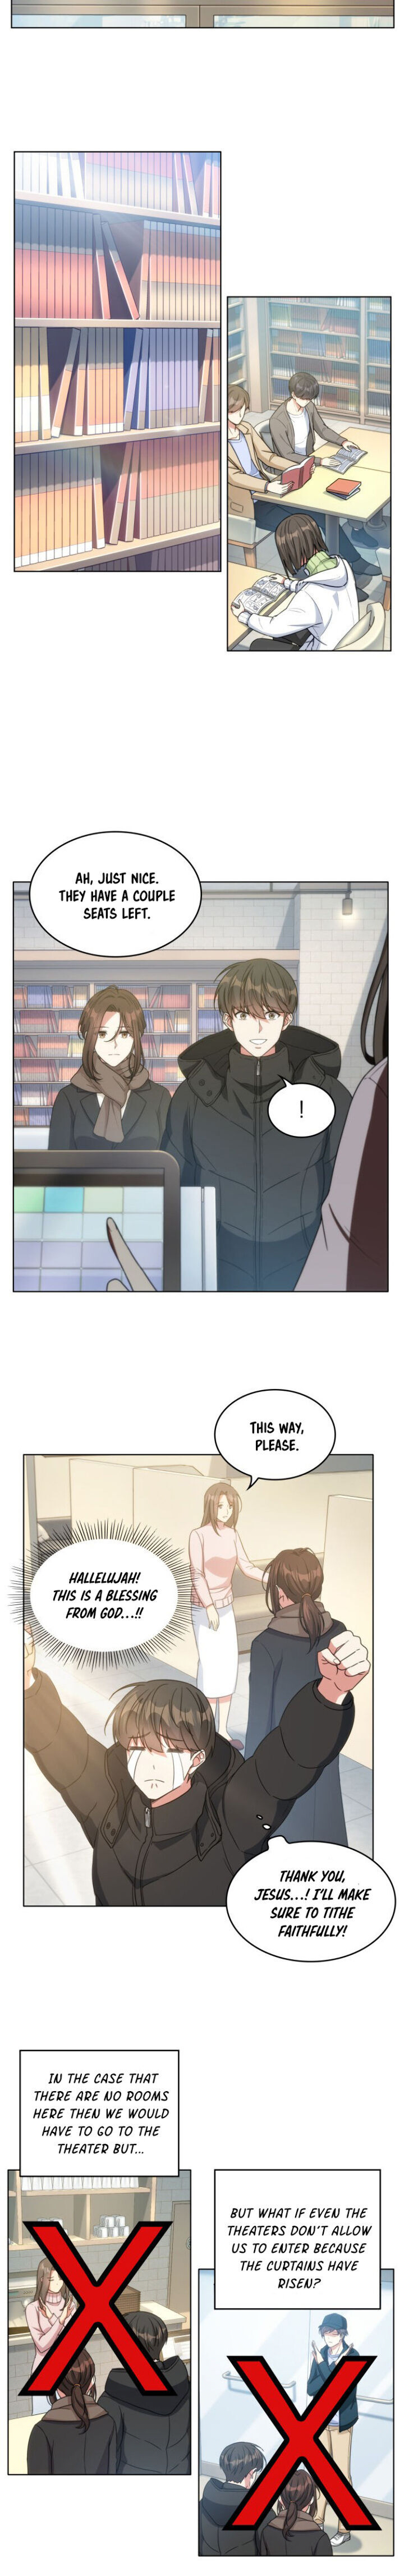 AH, JUST NICE.
THEY HAVE A COUPLE
SEATS LEFT.
!
THIS WAY,
PLEASE.
HALLELUJAH!
THIS IS A BLESSING
FROM GOD...!!
THANK YOU,
JESUS...! I'LL MAKE
SURE TO TITHE
FAITHFULLY!
IN THE CASE THAT
THERE ARE NO ROOMS
HERE THEN WE WOULD
HAVE TO GO TO THE
THEATER BUT...
BUT WHAT IF EVEN THE
THEATERS DON'T ALLOW
US TO ENTER BECAUSE
THE CURTAINS HAVE
RISEN?